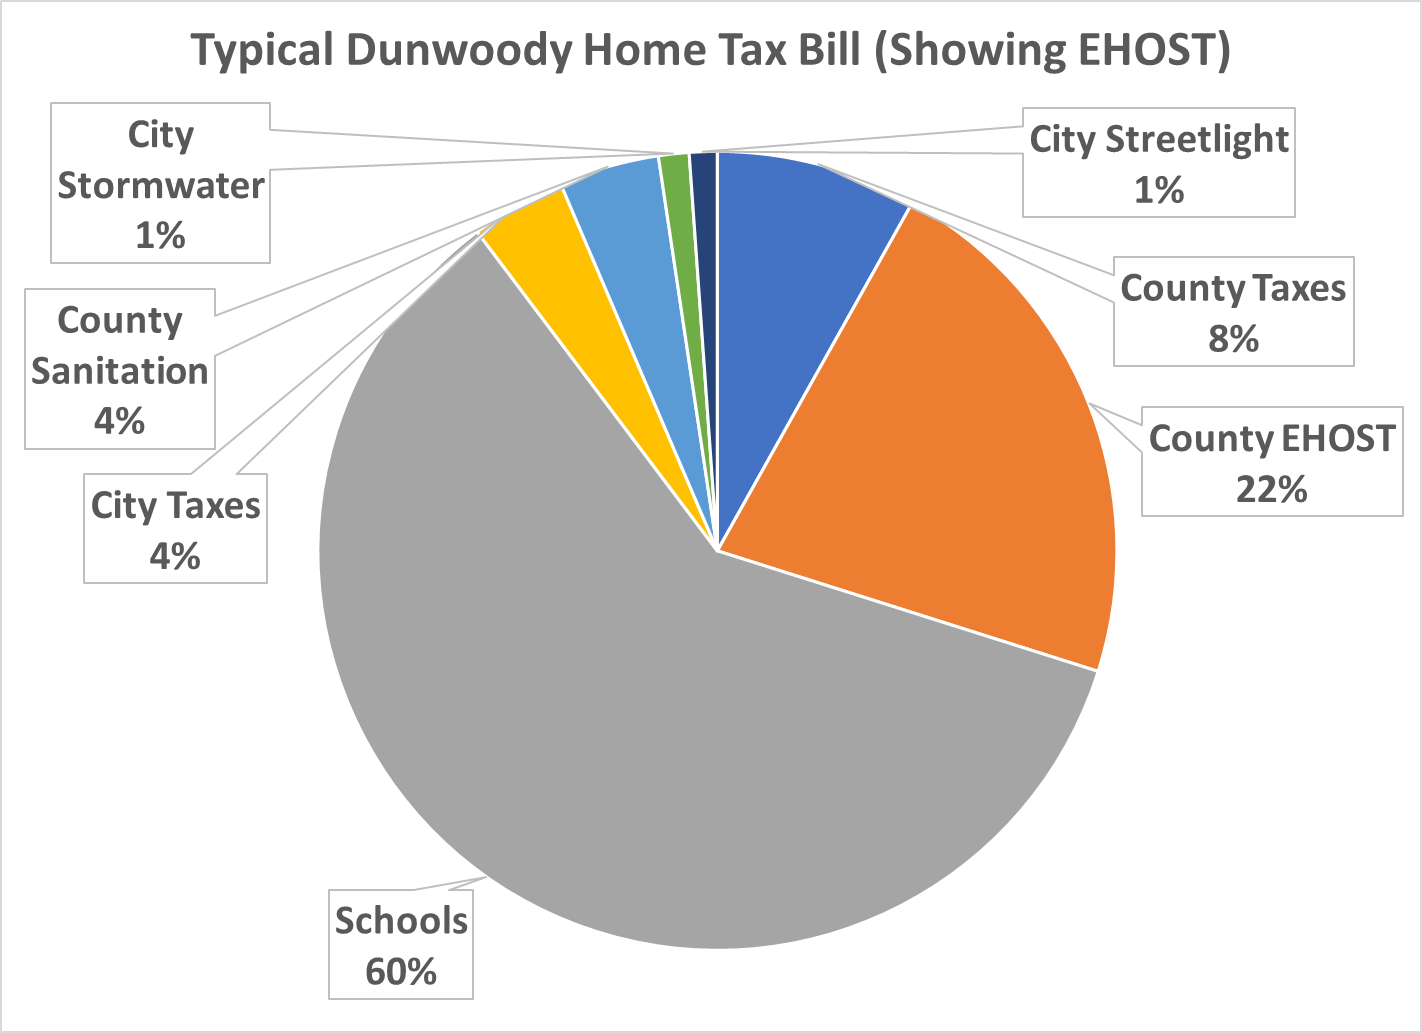 Typical Dunwoody Home Tax Bill (Showing EHOST)
City
Stormwater
1%
City Streetlight
1%
County Taxes
8%
County
Sanitation
4%
County EHOST
22%
City Taxes
4%
Schools
60%